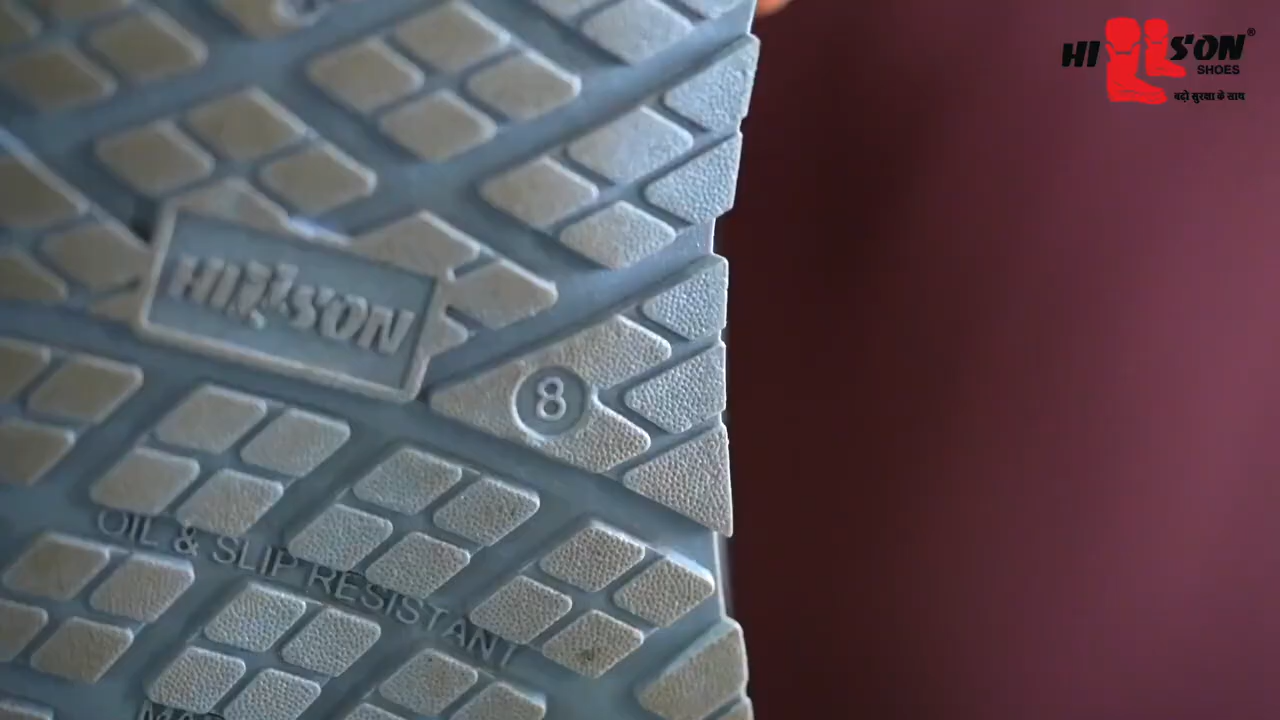 HILLSON®
SHOES
बढ़ो सुरक्षा के साथ
HILLSON
8
OIL & SLIP RESISTANT